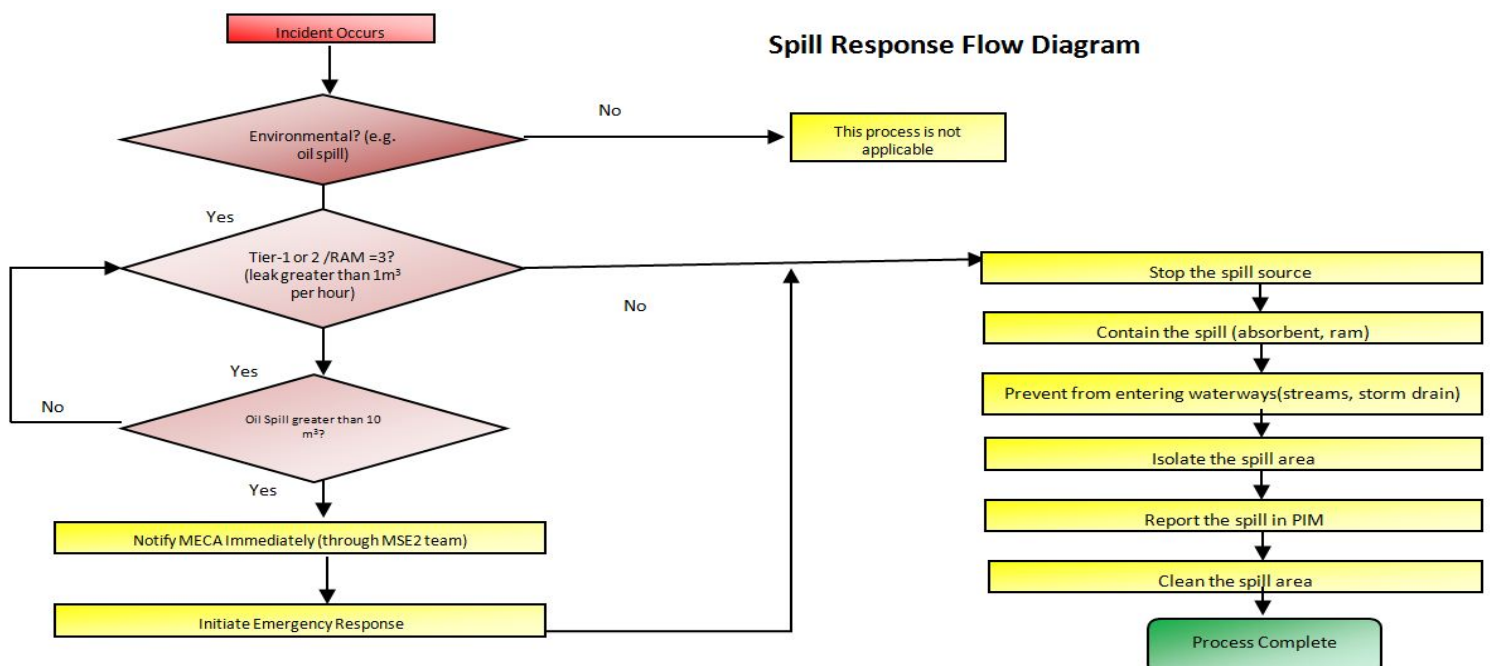 Spill Response Flow Diagram
Incident Occurs
Environmental? (e.g.
oil spill)
No
This process is not
applicable
Yes
Tier-1 or 2 /RAM =3?
(leak greater than 1m³
per hour)
No
Yes
Oil Spill greater than 10
m³?
No
Yes
Notify MECA Immediately (through MSE2 team)
Initiate Emergency Response
Stop the spill source
Contain the spill (absorbent, ram)
Prevent from entering waterways(streams, storm drain)
Isolate the spill area
Report the spill in PIM
Clean the spill area
Process Complete